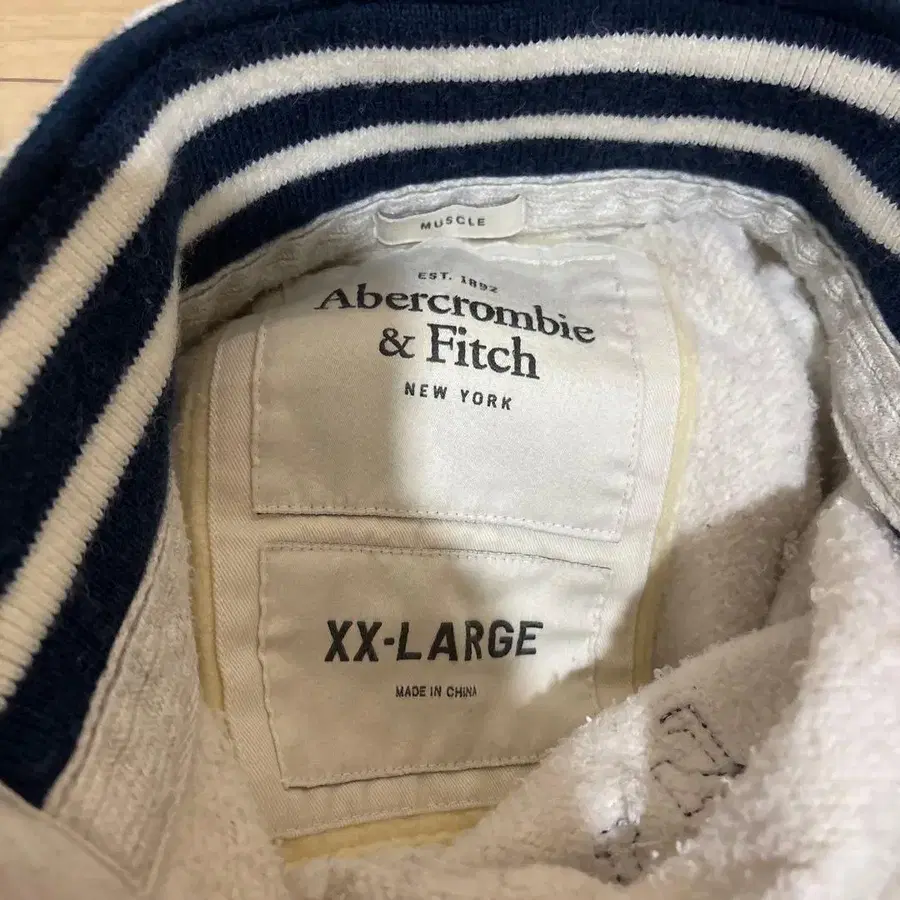 MUSCLE
EST. 1892
Abercrombie
& Fitch
NEW YORK
XX-LARGE
MADE IN CHINA